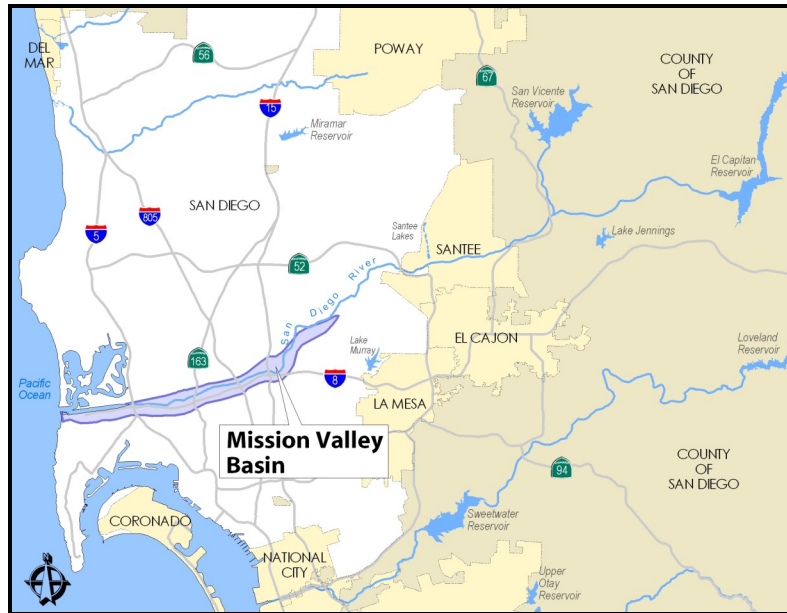 DEL
MAR
56
POWAY
67
COUNTY
OF
SAN DIEGO
15
San Vicente
Reservoir
Miramar
Reservoir
El Capitan
Reservoir
SAN DIEGO
805
5
Santee
Lakes
SANTEE
Lake Jennings
52
San Diego River
163
Lake
Murray
EL CAJON
Loveland
Reservoir
8
Pacific
Ocean
LA MESA
Mission Valley
Basin
94
COUNTY
OF
SAN DIEGO
CORONADO
Sweetwater
Reservoir
NATIONAL
CITY
Upper
Otay
Reservoir